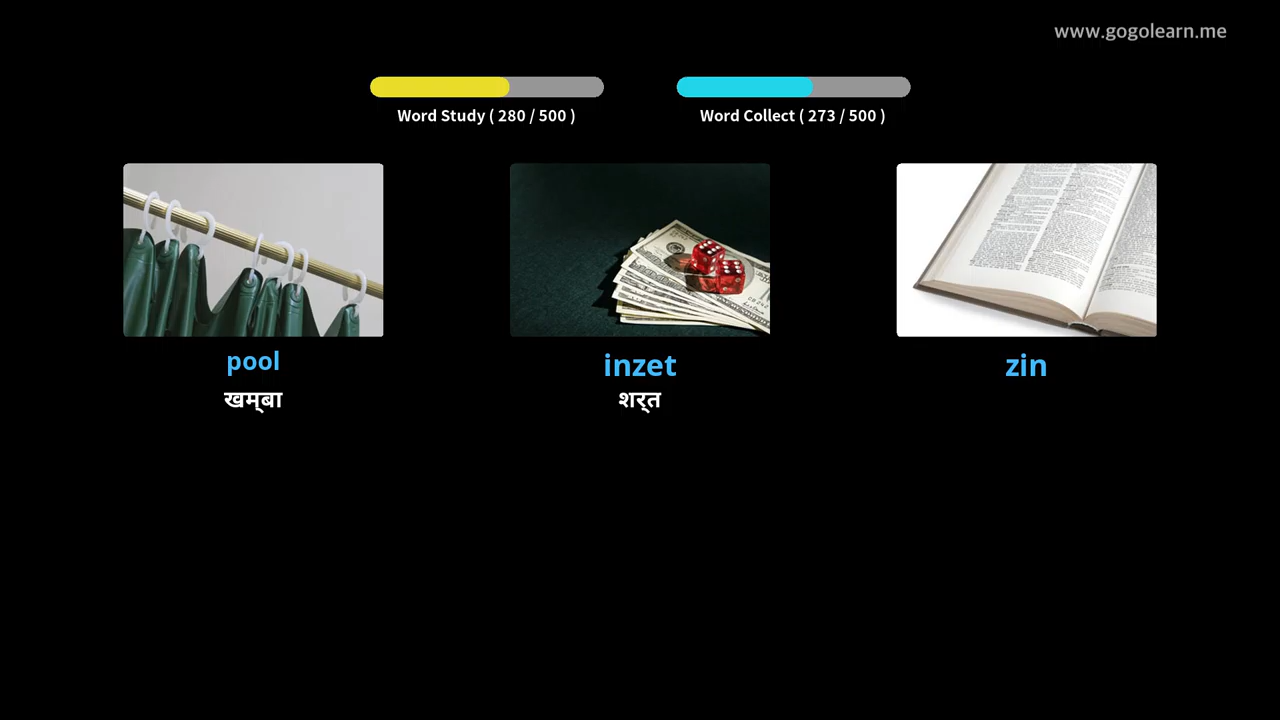 www.gogolearn.me
Word Study ( 280 / 500 )
Word Collect ( 273 / 500 )
pool
खम्बा
inzet
शर्त
zin